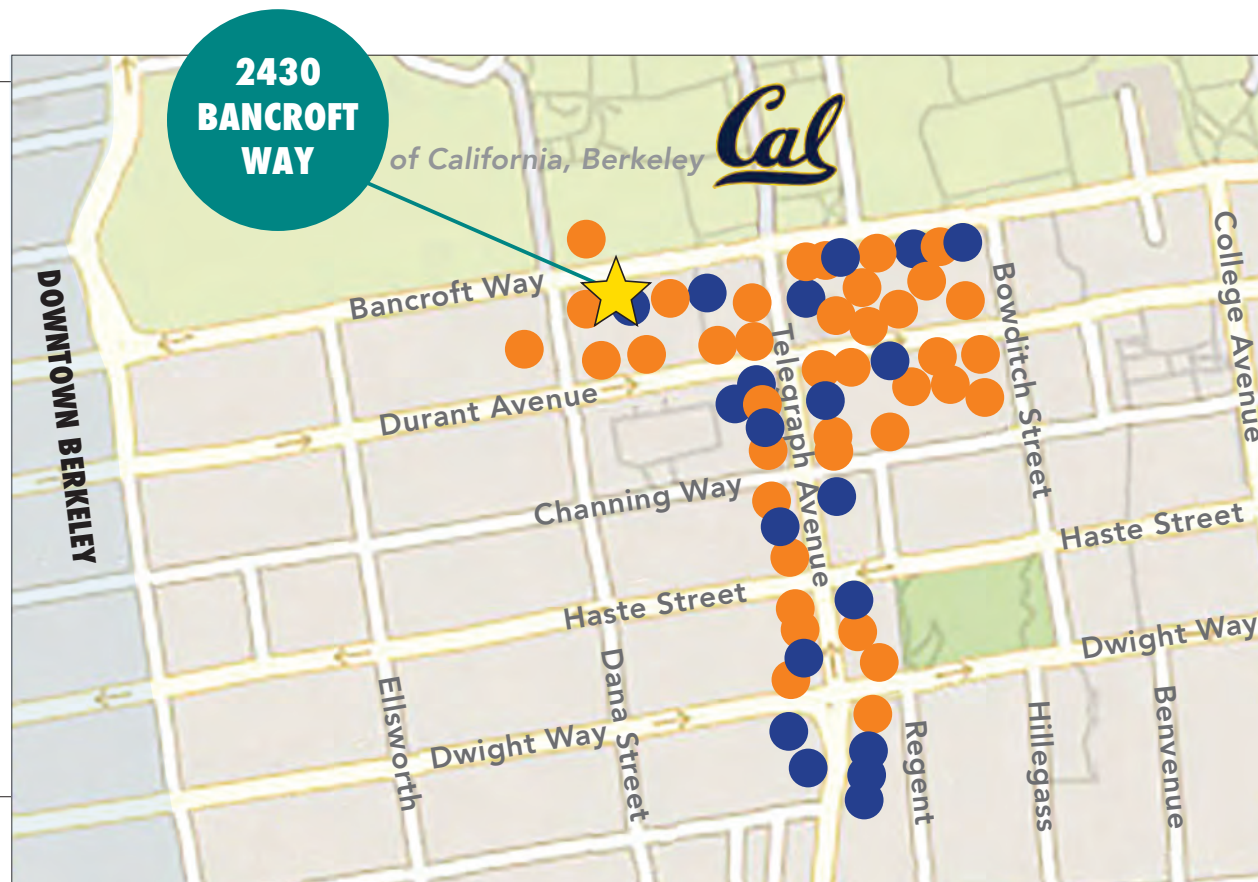 2430
BANCROFT
WAY
of California, Berkeley
Cal
DOWNTOWN BERKELEY
Bancroft Way
Durant Avenue
Channing Way
Haste Street
Haste Street
Dwight Way
Dwight Way
Telegraph Avenue
Bowditch Street
College Avenue
Ellsworth
Dana Street
Regent
Hillegass
Benvenue